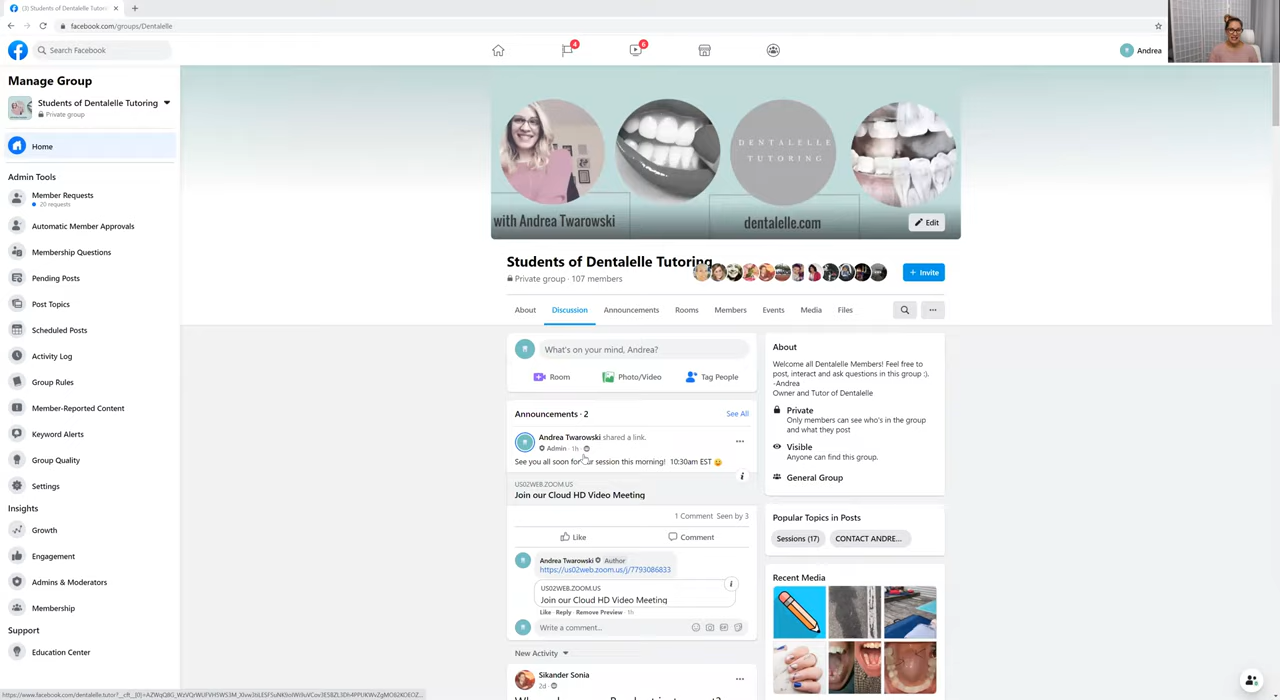 (3) Students of Dentalelle Tutoring
facebook.com/groups/Dentalelle
Search Facebook
4
6
Andrea
Manage Group
Students of Dentalelle Tutoring
Private group
Home
Admin Tools
Member Requests
20 requests
Automatic Member Approvals
Membership Questions
Pending Posts
Post Topics
Scheduled Posts
Activity Log
Group Rules
Member-Reported Content
Keyword Alerts
Group Quality
Settings
Insights
Growth
Engagement
Admins & Moderators
Membership
Support
Education Center
DENTALELLE
TUTORING
with Andrea Twarowski
dentalelle.com
Edit
Students of Dentalelle Tutoring
Private group · 107 members
+ Invite
About Discussion Announcements Rooms Members Events Media Files
What's on your mind, Andrea?
Room Photo/Video Tag People
Announcements · 2
See All
Andrea Twarowski shared a link.
Admin · 1h
See you all soon for our session this morning! 10:30am EST
US02WEB.ZOOM.US
Join our Cloud HD Video Meeting
1 Comment Seen by 3
Like Comment
Andrea Twarowski Author
https://us02web.zoom.us/j/7793086833
US02WEB.ZOOM.US
Join our Cloud HD Video Meeting
Like · Reply · Remove Preview · 1h
Write a comment...
New Activity
Sikander Sonia
2d
About
Welcome all Dentalelle Members! Feel free to
post, interact and ask questions in this group :).
-Andrea
Owner and Tutor of Dentalelle
Private
Only members can see who's in the group
and what they post
Visible
Anyone can find this group.
General Group
Popular Topics in Posts
Sessions (17)
CONTACT ANDRE...
Recent Media